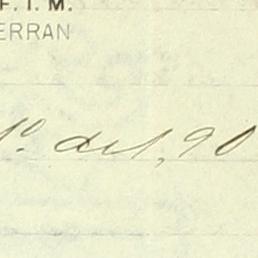 F. I. M.
ERRAN
1º del, 90